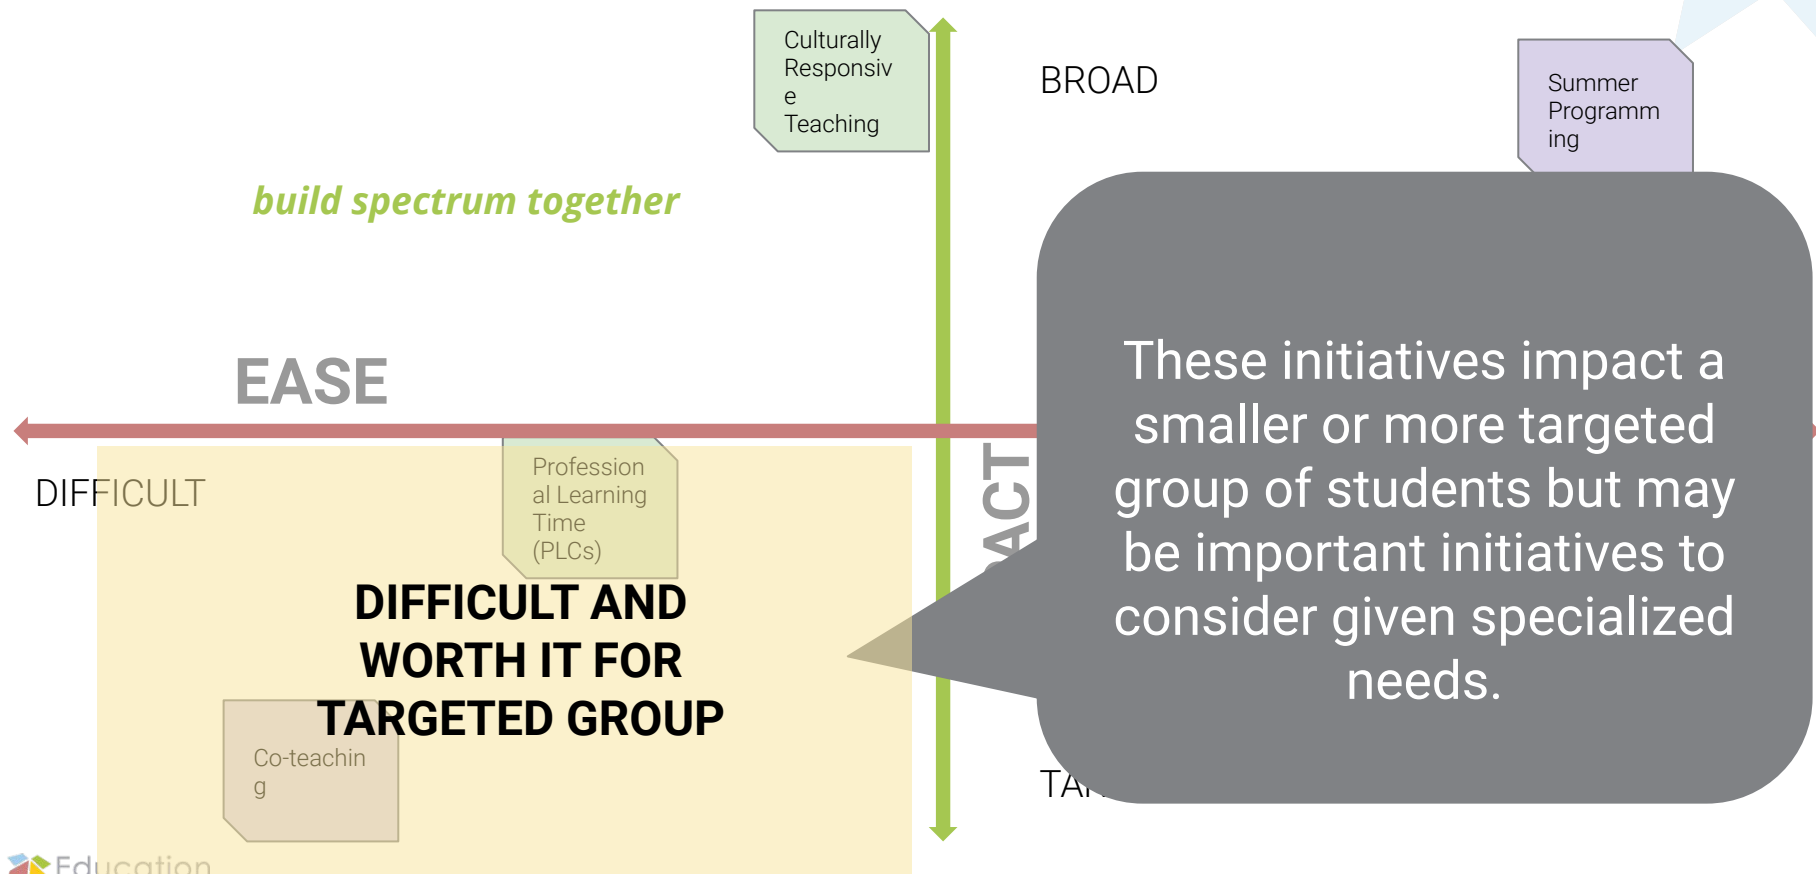 Culturally
Responsiv
e
Teaching
BROAD
Summer
Programm
ing
build spectrum together
EASE
DIFFICULT
Profession
al Learning
Time
(PLCs)
DIFFICULT AND
WORTH IT FOR
TARGETED GROUP
Co-teachin
g
These initiatives impact a
smaller or more targeted
group of students but may
be important initiatives to
consider given specialized
needs.
Education